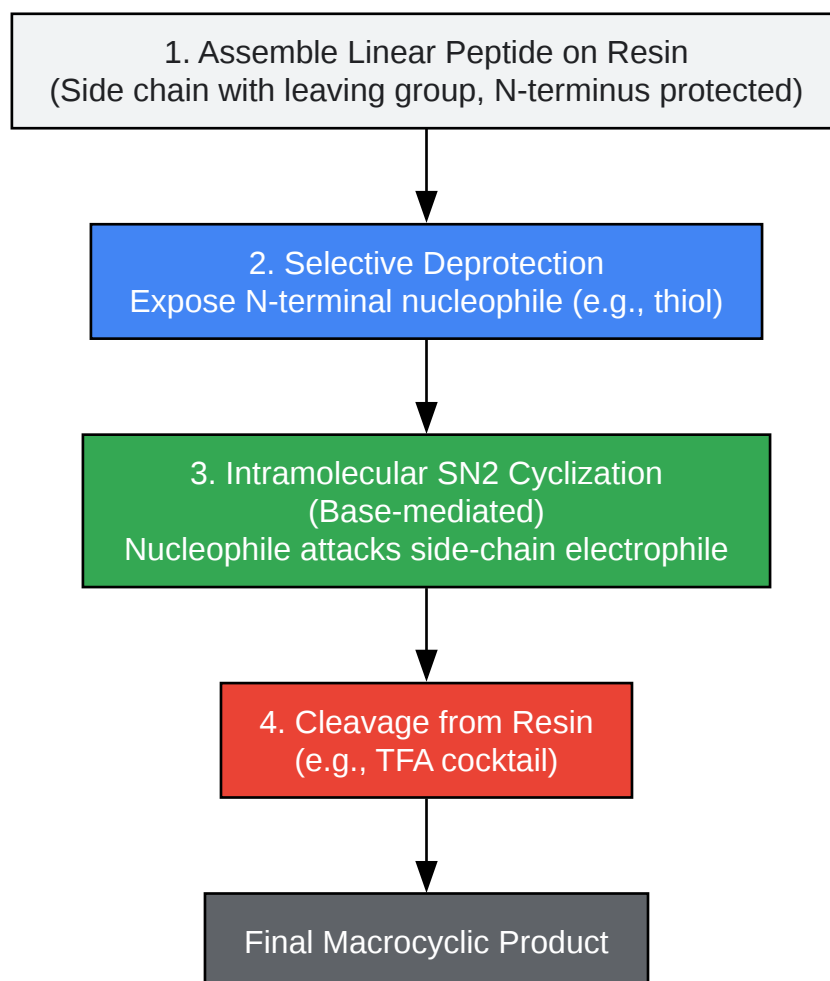 1. Assemble Linear Peptide on Resin
(Side chain with leaving group, N-terminus protected)
2. Selective Deprotection
Expose N-terminal nucleophile (e.g., thiol)
3. Intramolecular SN2 Cyclization
(Base-mediated)
Nucleophile attacks side-chain electrophile
4. Cleavage from Resin
(e.g., TFA cocktail)
Final Macrocyclic Product